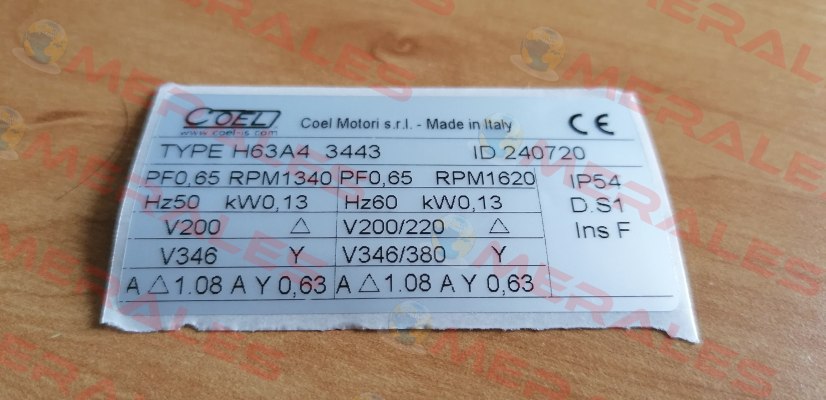 COEL
www.coel-is.com
Coel Motori s.r.l. - Made in Italy
CE
TYPE H63A4 3443 ID 240720
PF0,65 RPM1340 PF0,65 RPM1620 IP54
Hz50 kW0,13 Hz60 kW0,13 D.S1
V200 △ V200/220 △ Ins F
V346 Y V346/380 Y
A △1.08 A Y 0,63 A △1.08 A Y 0,63
MERALES
MERALES
MERALES
MERALES
MERALES